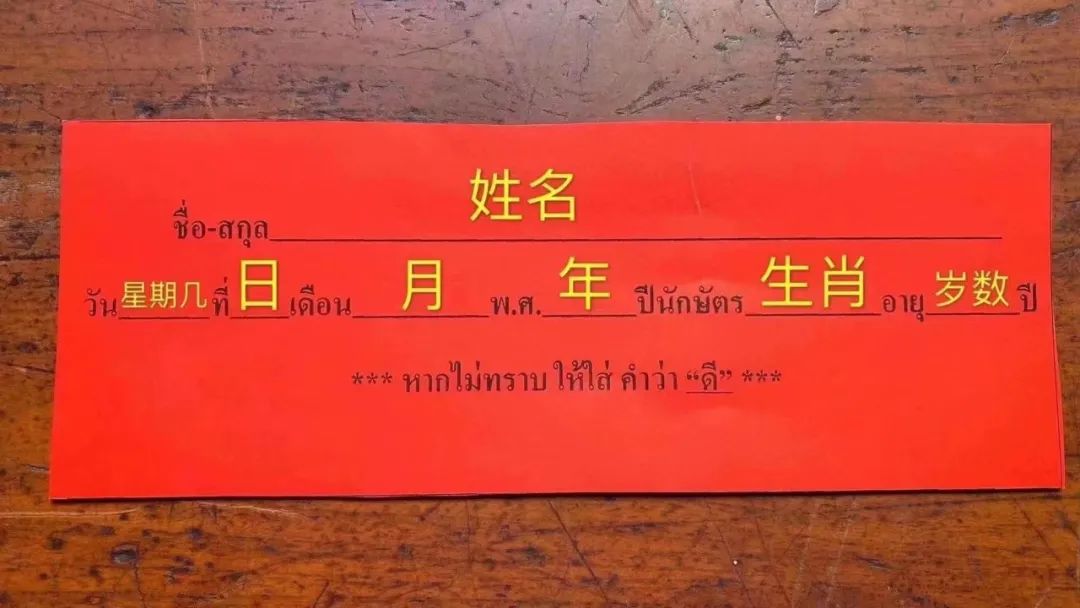 姓名
ชื่อ-สกุล
วัน 星期几 ที่ 日 เดือน 月 พ.ศ. 年 ปีนักษัตร 生肖 อายุ 岁数 ปี
*** หากไม่ทราบ ให้ใส่ คำว่า “ดี” ***